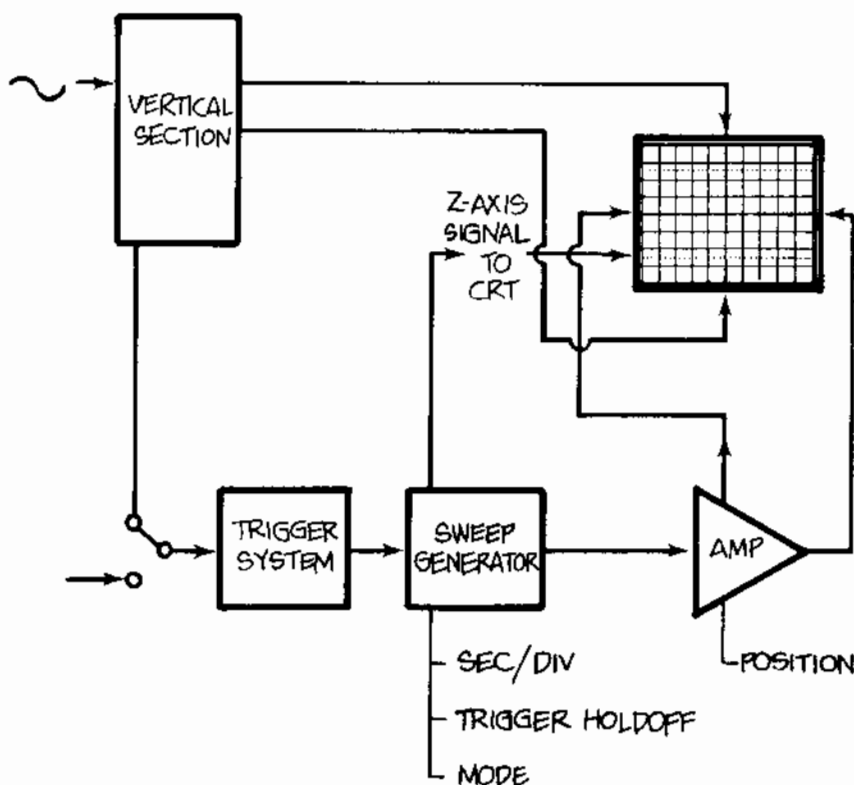 VERTICAL
SECTION
Z-AXIS
SIGNAL
TO
CRT
TRIGGER
SYSTEM
SWEEP
GENERATOR
AMP
SEC/DIV
TRIGGER HOLDOFF
MODE
POSITION